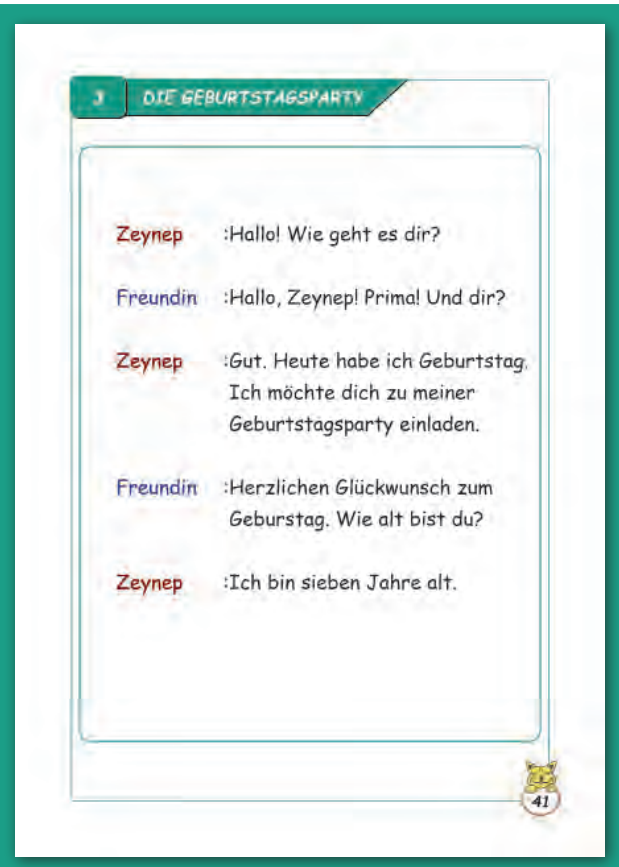 3 DIE GEBURTSTAGSPARTY
Zeynep :Hallo! Wie geht es dir?
Freundin :Hallo, Zeynep! Prima! Und dir?
Zeynep :Gut. Heute habe ich Geburtstag.
Ich möchte dich zu meiner
Geburtstagsparty einladen.
Freundin :Herzlichen Glückwunsch zum
Geburstag. Wie alt bist du?
Zeynep :Ich bin sieben Jahre alt.
41